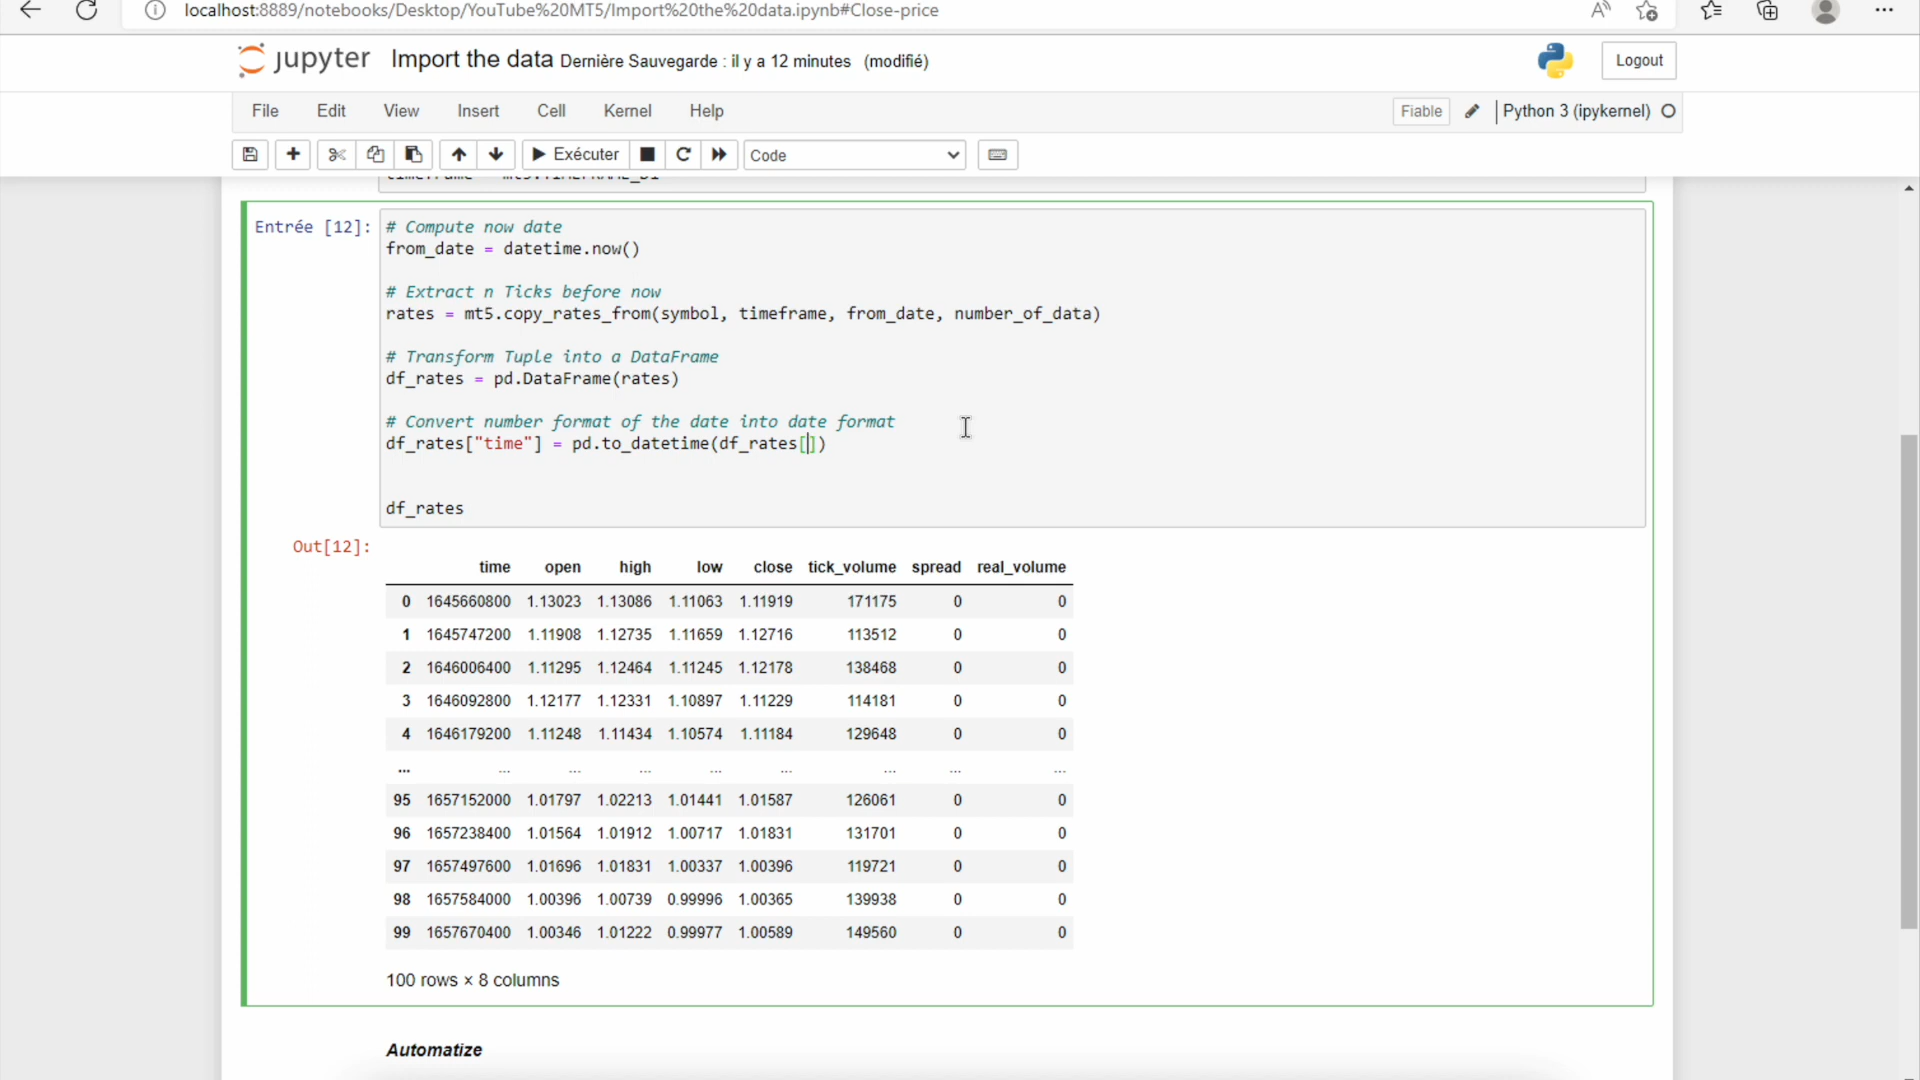 localhost:8889/notebooks/Desktop/YouTube%20MT5/Import%20the%20data.ipynb#Close-price
jupyter Import the data Dernière Sauvegarde : il y a 12 minutes (modifié) Logout
File Edit View Insert Cell Kernel Help Fiable Python 3 (ipykernel)
Exécuter Code
Entrée [12]: # Compute now date
from_date = datetime.now()
# Extract n Ticks before now
rates = mt5.copy_rates_from(symbol, timeframe, from_date, number_of_data)
# Transform Tuple into a DataFrame
df_rates = pd.DataFrame(rates)
# Convert number format of the date into date format
df_rates["time"] = pd.to_datetime(df_rates[])
df_rates
Out[12]:
time open high low close tick_volume spread real_volume
0 1645660800 1.13023 1.13086 1.11063 1.11919 171175 0 0
1 1645747200 1.11908 1.12735 1.11659 1.12716 113512 0 0
2 1646006400 1.11295 1.12464 1.11245 1.12178 138468 0 0
3 1646092800 1.12177 1.12331 1.10897 1.11229 114181 0 0
4 1646179200 1.11248 1.11434 1.10574 1.11184 129648 0 0
... ... ... ... ... ... ... ... ...
95 1657152000 1.01797 1.02213 1.01441 1.01587 126061 0 0
96 1657238400 1.01564 1.01912 1.00717 1.01831 131701 0 0
97 1657497600 1.01696 1.01831 1.00337 1.00396 119721 0 0
98 1657584000 1.00396 1.00739 0.99996 1.00365 139938 0 0
99 1657670400 1.00346 1.01222 0.99977 1.00589 149560 0 0
100 rows × 8 columns
Automatize